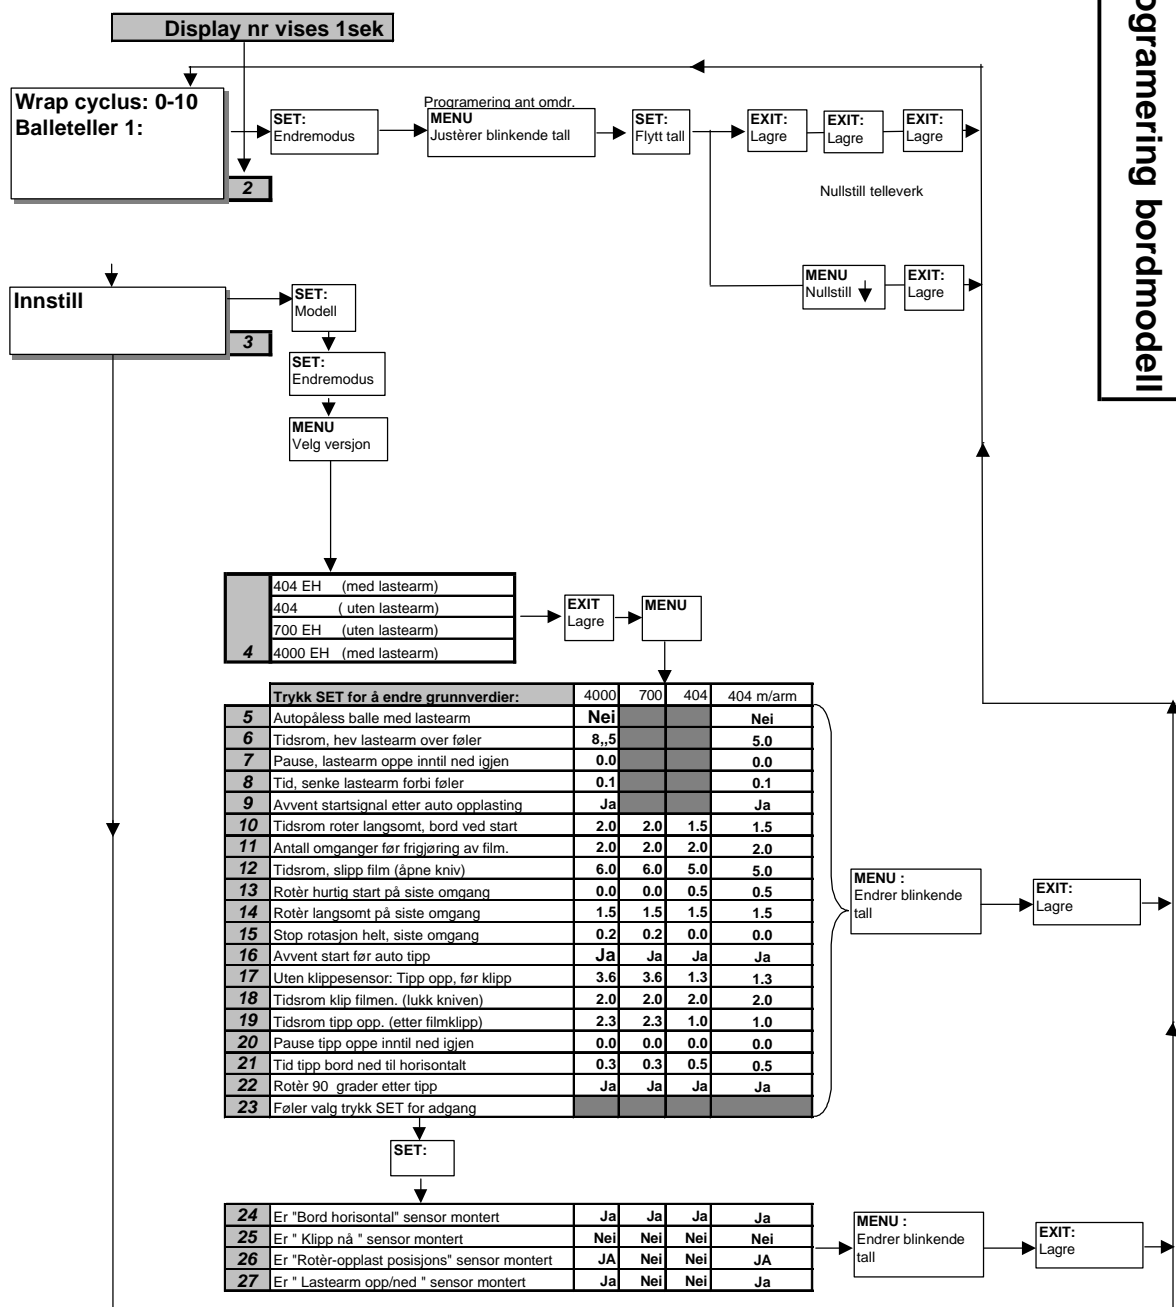 Display nr vises 1sek
ogramering bordmodell
Wrap cyclus: 0-10
Balleteller 1:
2
SET:
Endremodus
Programering ant omdr.
MENU
Justèrer blinkende tall
SET:
Flytt tall
EXIT:
Lagre
EXIT:
Lagre
EXIT:
Lagre
Nullstill telleverk
MENU
Nullstill
EXIT:
Lagre
Innstill
3
SET:
Modell
SET:
Endremodus
MENU
Velg versjon
404 EH (med lastearm)
404 ( uten lastearm)
700 EH (uten lastearm)
4 4000 EH (med lastearm)
EXIT
Lagre
MENU
Trykk SET for å endre grunnverdier: 4000 700 404 404 m/arm
5 Autopåless balle med lastearm Nei Nei
6 Tidsrom, hev lastearm over føler 8,,5 5.0
7 Pause, lastearm oppe inntil ned igjen 0.0 0.0
8 Tid, senke lastearm forbi føler 0.1 0.1
9 Avvent startsignal etter auto opplasting Ja Ja
10 Tidsrom roter langsomt, bord ved start 2.0 2.0 1.5 1.5
11 Antall omganger før frigjøring av film. 2.0 2.0 2.0 2.0
12 Tidsrom, slipp film (åpne kniv) 6.0 6.0 5.0 5.0
13 Rotèr hurtig start på siste omgang 0.0 0.0 0.5 0.5
14 Rotèr langsomt på siste omgang 1.5 1.5 1.5 1.5
15 Stop rotasjon helt, siste omgang 0.2 0.2 0.0 0.0
16 Avvent start før auto tipp Ja Ja Ja Ja
17 Uten klippesensor: Tipp opp, før klipp 3.6 3.6 1.3 1.3
18 Tidsrom klip filmen. (lukk kniven) 2.0 2.0 2.0 2.0
19 Tidsrom tipp opp. (etter filmklipp) 2.3 2.3 1.0 1.0
20 Pause tipp oppe inntil ned igjen 0.0 0.0 0.0 0.0
21 Tid tipp bord ned til horisontalt 0.3 0.3 0.5 0.5
22 Rotèr 90 grader etter tipp Ja Ja Ja Ja
23 Føler valg trykk SET for adgang
MENU :
Endrer blinkende
tall
EXIT:
Lagre
SET:
24 Er "Bord horisontal" sensor montert Ja Ja Ja Ja
25 Er " Klipp nå " sensor montert Nei Nei Nei Nei
26 Er "Rotèr-opplast posisjons" sensor montert JA Nei Nei JA
27 Er " Lastearm opp/ned " sensor montert Ja Nei Nei Ja
MENU :
Endrer blinkende
tall
EXIT:
Lagre